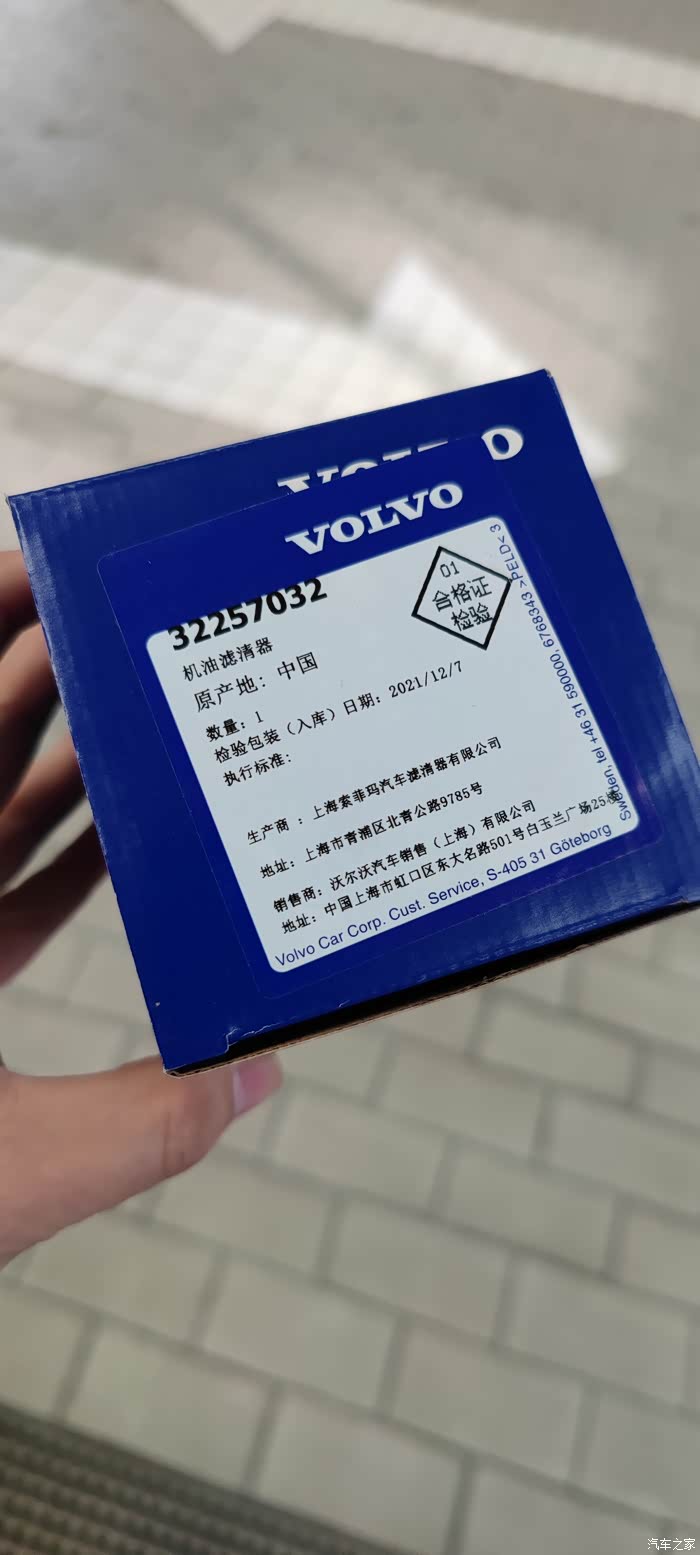 VOLVO
VOLVO
32257032
01
合格证
检验
机油滤清器
原产地：中国
数量：1
检验包装（入库）日期：2021/12/7
执行标准：
生产商 ：上海索菲玛汽车滤清器有限公司
地址：上海市青浦区北青公路9785号
销售商：沃尔沃汽车销售（上海）有限公司
地址：中国上海市虹口区东大名路501号白玉兰广场25楼
Volvo Car Corp. Cust. Service, S-405 31 Göteborg
Sweden, tel +46 31 590000, 6768343 >PELD< 3
汽车之家